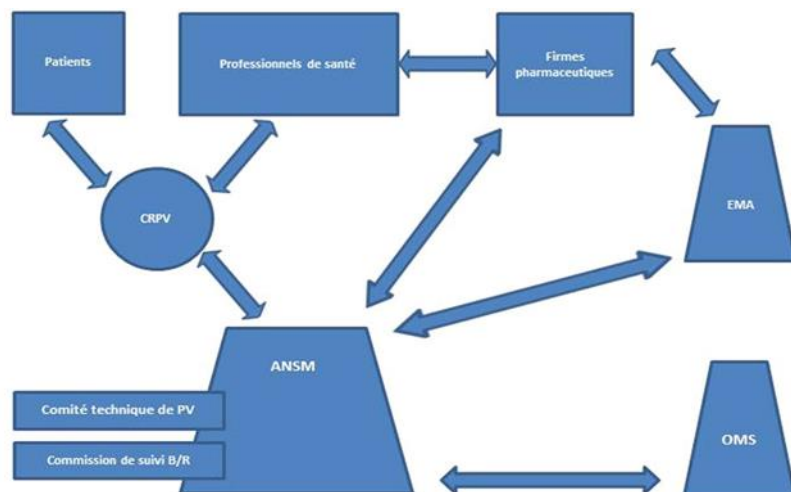 Patients
Professionnels de santé
Firmes
pharmaceutiques
CRPV
EMA
ANSM
Comité technique de PV
Commission de suivi B/R
OMS